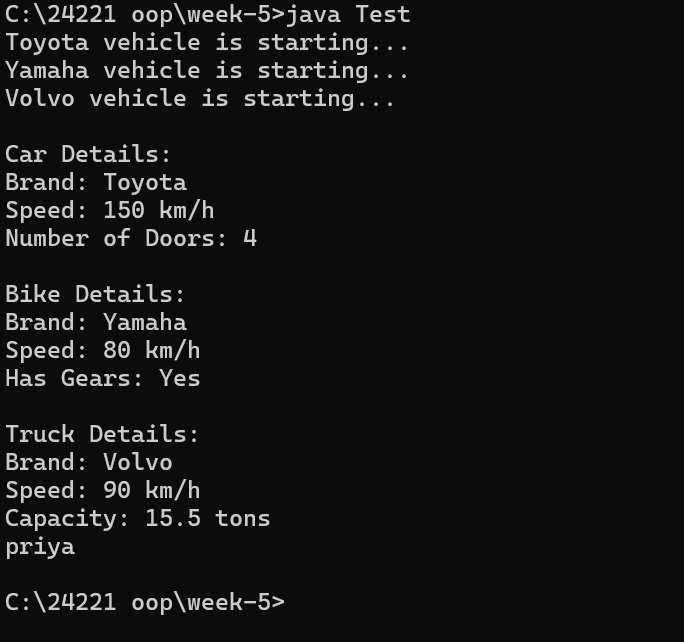 C:\24221 oop\week-5>java Test
Toyota vehicle is starting...
Yamaha vehicle is starting...
Volvo vehicle is starting...
Car Details:
Brand: Toyota
Speed: 150 km/h
Number of Doors: 4
Bike Details:
Brand: Yamaha
Speed: 80 km/h
Has Gears: Yes
Truck Details:
Brand: Volvo
Speed: 90 km/h
Capacity: 15.5 tons
priya
C:\24221 oop\week-5>